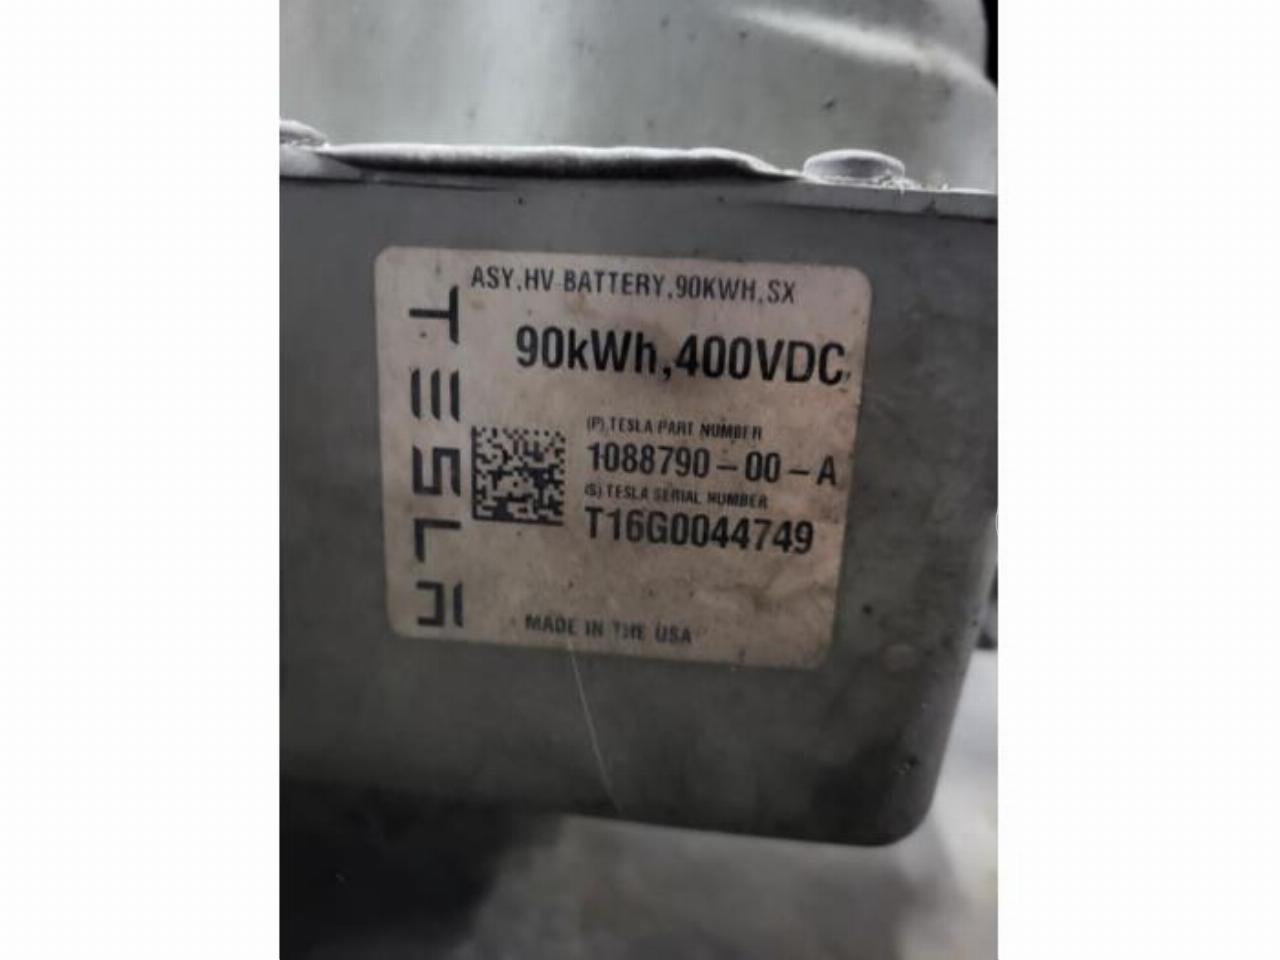 ASY,HV BATTERY,90KWH,SX
90kWh,400VDC
TESLA
(P) TESLA PART NUMBER
1088790-00-A
(S) TESLA SERIAL NUMBER
T16G0044749
MADE IN THE USA